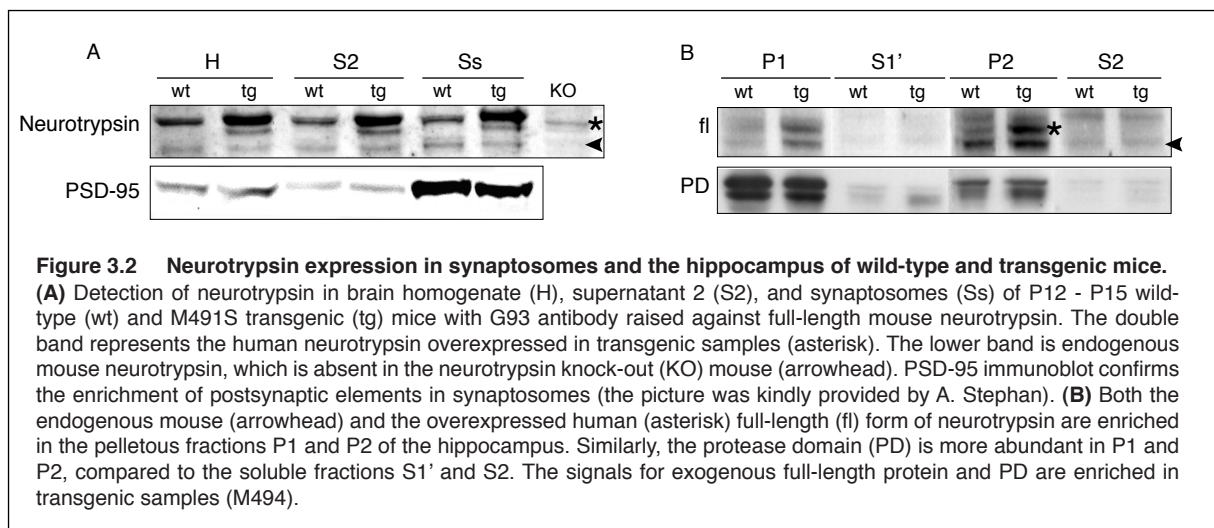 A
H S2 Ss
wt tg wt tg wt tg KO
Neurotrypsin
*
PSD-95
B
P1 S1’ P2 S2
wt tg wt tg wt tg wt tg
fl
*
PD
Figure 3.2 Neurotrypsin expression in synaptosomes and the hippocampus of wild-type and transgenic mice.
(A) Detection of neurotrypsin in brain homogenate (H), supernatant 2 (S2), and synaptosomes (Ss) of P12 - P15 wild-
type (wt) and M491S transgenic (tg) mice with G93 antibody raised against full-length mouse neurotrypsin. The double
band represents the human neurotrypsin overexpressed in transgenic samples (asterisk). The lower band is endogenous
mouse neurotrypsin, which is absent in the neurotrypsin knock-out (KO) mouse (arrowhead). PSD-95 immunoblot confirms
the enrichment of postsynaptic elements in synaptosomes (the picture was kindly provided by A. Stephan). (B) Both the
endogenous mouse (arrowhead) and the overexpressed human (asterisk) full-length (fl) form of neurotrypsin are enriched
in the pelletous fractions P1 and P2 of the hippocampus. Similarly, the protease domain (PD) is more abundant in P1 and
P2, compared to the soluble fractions S1’ and S2. The signals for exogenous full-length protein and PD are enriched in
transgenic samples (M494).